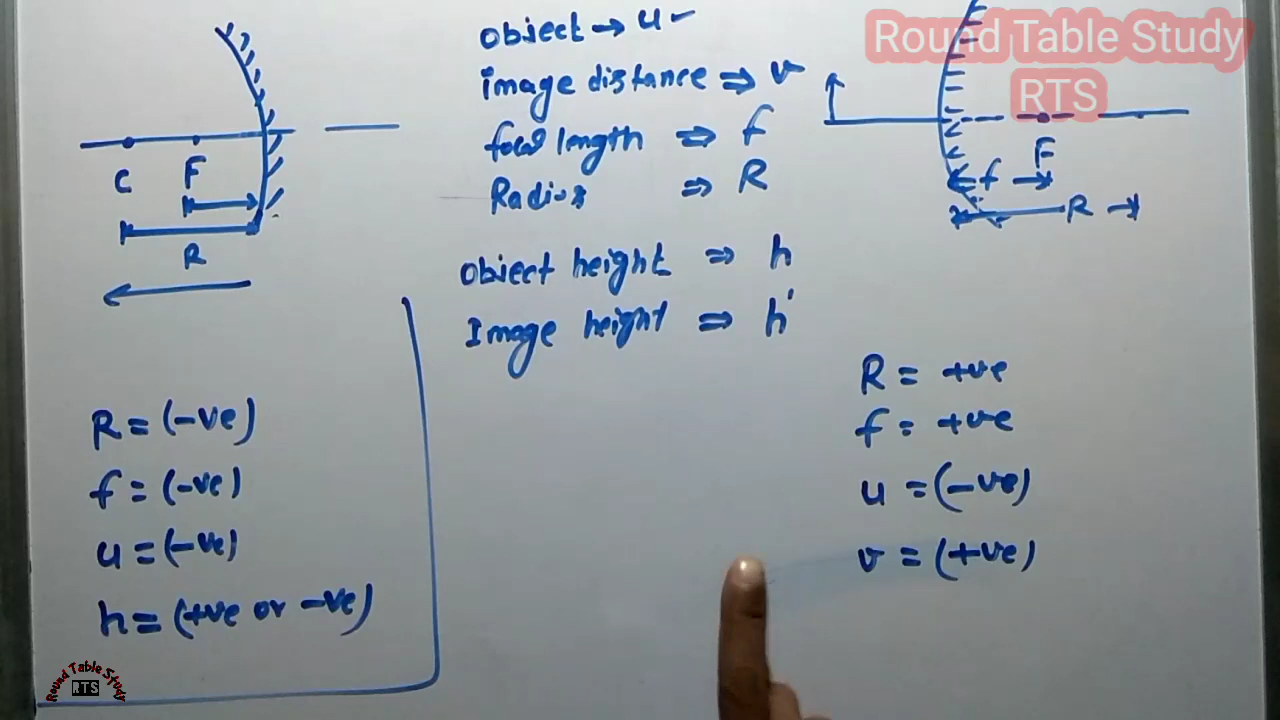 Object → u
image distance ⇒ v
focal length ⇒ f
Radius ⇒ R
Object height ⇒ h
Image height ⇒ h'
C F
R
R = (-ve)
f = (-ve)
u = (-ve)
h = (+ve or -ve)
Round Table Study
RTS
F
f
R
R = +ve
f = +ve
u = (-ve)
v = (+ve)
Round Table Study
RTS